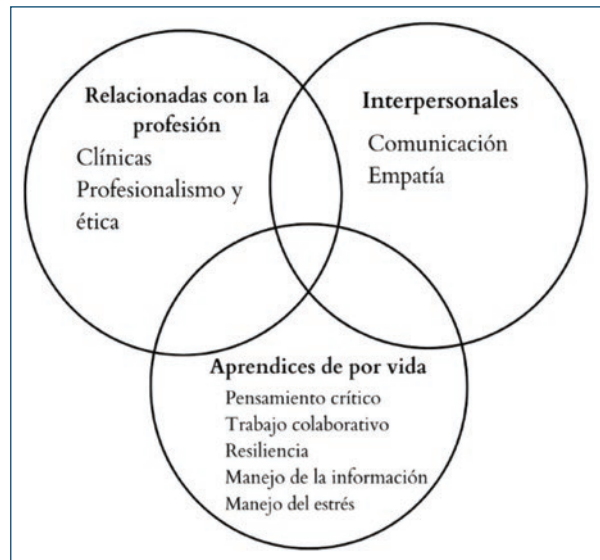 Relacionadas con la
profesión
Clínicas
Profesionalismo y
ética
Interpersonales
Comunicación
Empatía
Aprendices de por vida
Pensamiento crítico
Trabajo colaborativo
Resiliencia
Manejo de la información
Manejo del estrés